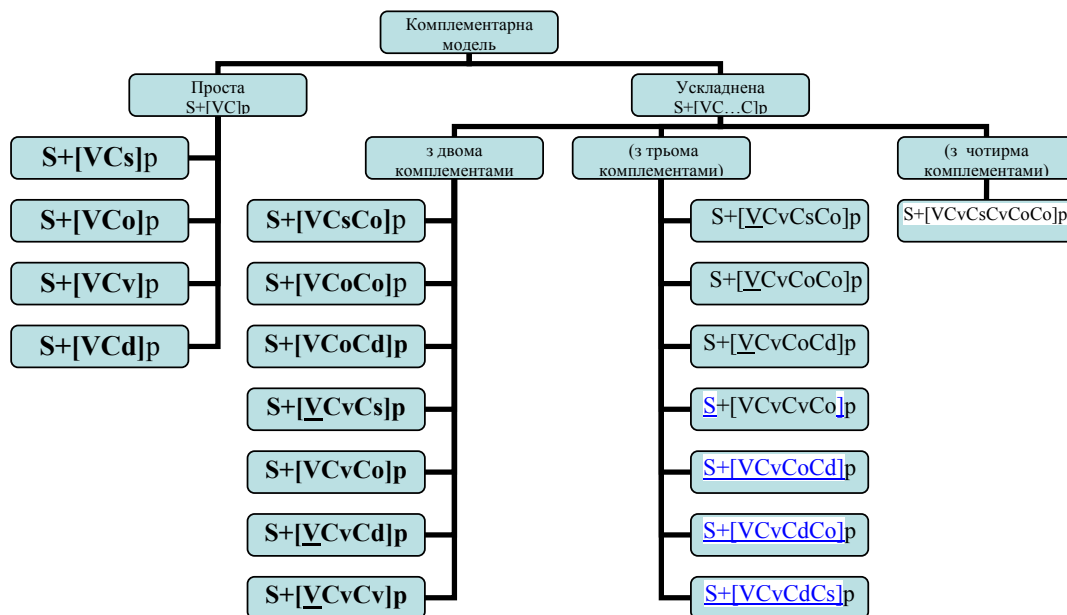 Комплементарна
модель
Проста
S+[VC]p
Ускладнена
S+[VC…C]p
S+[VCs]p
S+[VCo]p
S+[VCv]p
S+[VCd]p
з двома
комплементами
S+[VCsCo]p
S+[VCoCo]p
S+[VCoCd]p
S+[VCvCs]p
S+[VCvCo]p
S+[VCvCd]p
S+[VCvCv]p
(з трьома
комплементами)
S+[VCvCsCo]p
S+[VCvCoCo]p
S+[VCvCoCd]p
S+[VCvCvCo]p
S+[VCvCoCd]p
S+[VCvCdCo]p
S+[VCvCdCs]p
(з чотирма
комплементами)
S+[VCvCsCvCoCo]p